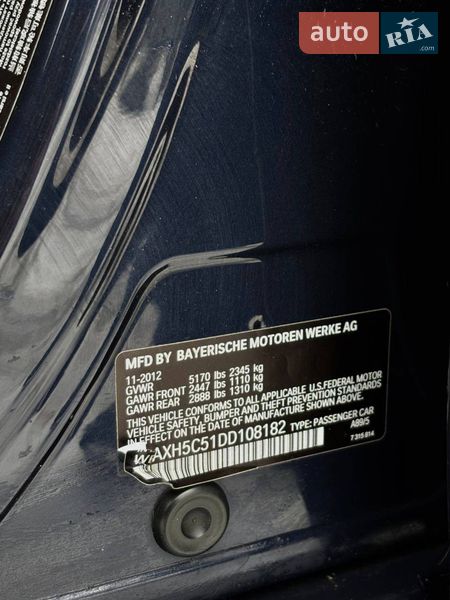 auto RIA
.com
MFD BY BAYERISCHE MOTOREN WERKE AG
11-2012
GVWR 5170 lbs 2345 kg
GAWR FRONT 2447 lbs 1110 kg
GAWR REAR 2888 lbs 1310 kg
THIS VEHICLE CONFORMS TO ALL APPLICABLE U.S.FEDERAL MOTOR
VEHICLE SAFETY, BUMPER AND THEFT PREVENTION STANDARDS
IN EFFECT ON THE DATE OF MANUFACTURE SHOWN ABOVE.
AXH5C51DD108182 TYPE: PASSENGER CAR
A89/5
7 315 814